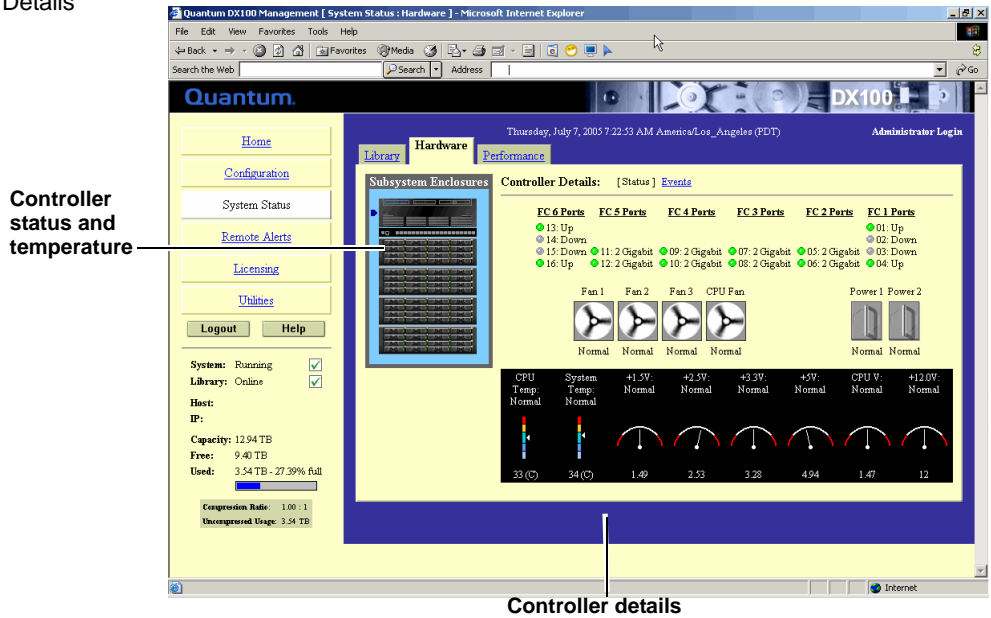 Details
Quantum DX100 Management [ System Status : Hardware ] - Microsoft Internet Explorer
File Edit View Favorites Tools Help
Back Favorites Media
Search the Web Search Address Go
Quantum. DX100
Thursday, July 7, 2005 7:22:53 AM America/Los_Angeles (PDT) Administrator Login
Home
Configuration
System Status
Remote Alerts
Licensing
Utilities
Logout Help
System: Running
Library: Online
Host:
IP:
Capacity: 12.94 TB
Free: 9.40 TB
Used: 3.54 TB - 27.39% full
Compression Ratio: 1.00 : 1
Uncompressed Usage: 3.54 TB
Library Hardware Performance
Subsystem Enclosures
Controller Details: [ Status ] Events
FC 6 Ports FC 5 Ports FC 4 Ports FC 3 Ports FC 2 Ports FC 1 Ports
13: Up 01: Up
14: Down 02: Down
15: Down 11: 2 Gigabit 09: 2 Gigabit 07: 2 Gigabit 05: 2 Gigabit 03: Down
16: Up 12: 2 Gigabit 10: 2 Gigabit 08: 2 Gigabit 06: 2 Gigabit 04: Up
Fan 1 Fan 2 Fan 3 CPU Fan Power 1 Power 2
Normal Normal Normal Normal Normal Normal
CPU Temp: Normal System Temp: Normal +1.5V: Normal +2.5V: Normal +3.3V: Normal +5V: Normal CPU V: Normal +12.0V: Normal
33 (C) 34 (C) 1.49 2.53 3.28 4.94 1.47 12
Internet
Controller
status and
temperature
Controller details